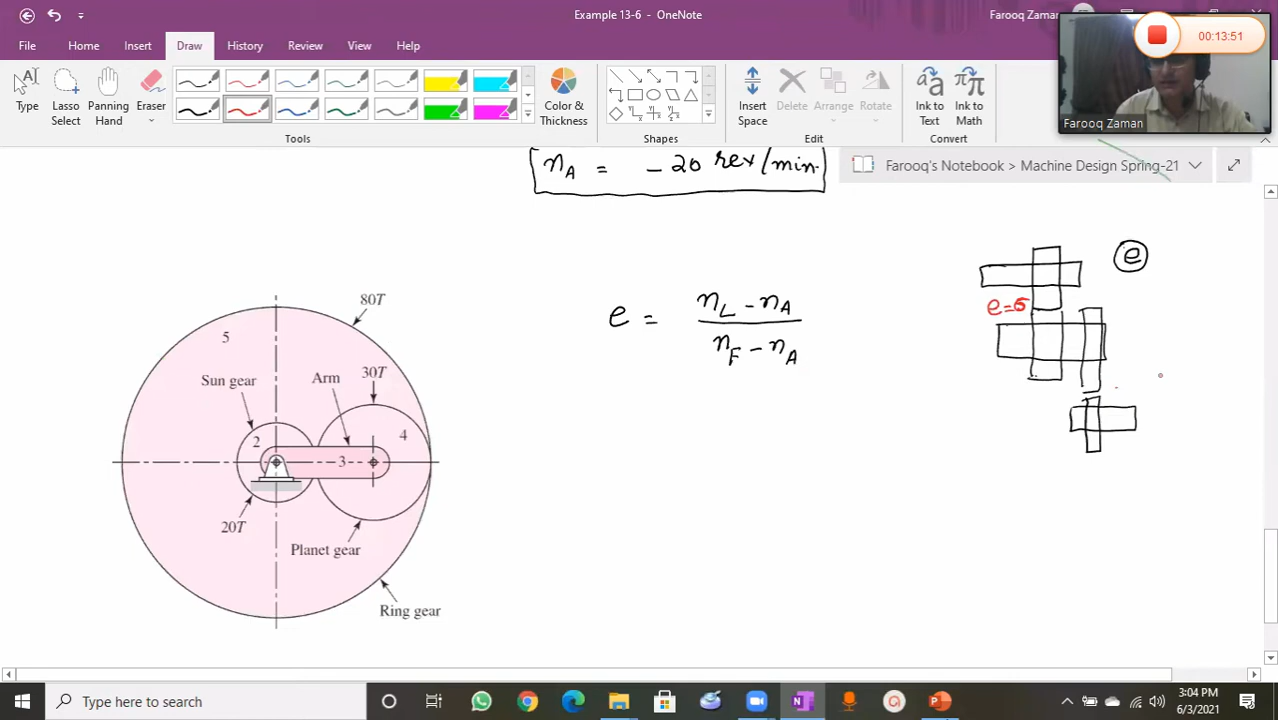 Example 13-6 - OneNote
Farooq Zaman
00:13:51
File Home Insert Draw History Review View Help
Type
Lasso Select
Panning Hand
Eraser
Color & Thickness
Insert Space
Delete
Arrange
Rotate
Ink to Text
Ink to Math
Tools
Shapes
Edit
Convert
Farooq Zaman
Farooq's Notebook > Machine Design Spring-21
n_A = -20 rev/min.
e
e=5
e = (n_L - n_A) / (n_F - n_A)
80T
5
30T
Sun gear
Arm
4
2
3
20T
Planet gear
Ring gear
Type here to search
3:04 PM
6/3/2021